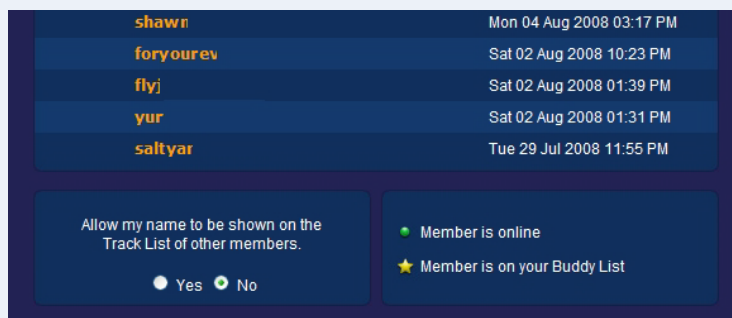 shawn Mon 04 Aug 2008 03:17 PM
foryourev Sat 02 Aug 2008 10:23 PM
flyj Sat 02 Aug 2008 01:39 PM
yur Sat 02 Aug 2008 01:31 PM
saltyar Tue 29 Jul 2008 11:55 PM
Allow my name to be shown on the
Track List of other members.
Yes No
Member is online
Member is on your Buddy List